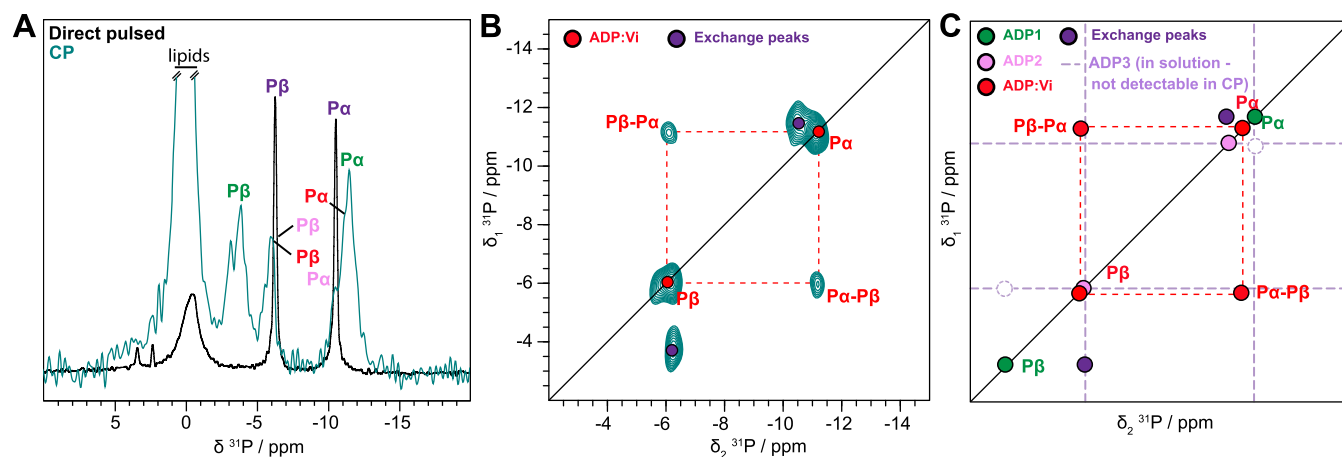 A
Direct pulsed
CP
lipids
Pβ
Pα
Pβ
Pα
Pα
Pβ
Pβ
Pα
5
0
-5
-10
-15
δ ³¹P / ppm
B
ADP:Vi
Exchange peaks
-14
-12
-10
-8
-6
-4
δ₁ ³¹P / ppm
Pβ-Pα
Pα
Pβ
Pα-Pβ
-4
-6
-8
-10
-12
-14
δ₂ ³¹P / ppm
C
ADP1
Exchange peaks
ADP2
ADP3 (in solution -
not detectable in CP)
ADP:Vi
Pα
Pβ-Pα
Pα
Pβ
Pα-Pβ
Pβ
δ₁ ³¹P / ppm
δ₂ ³¹P / ppm